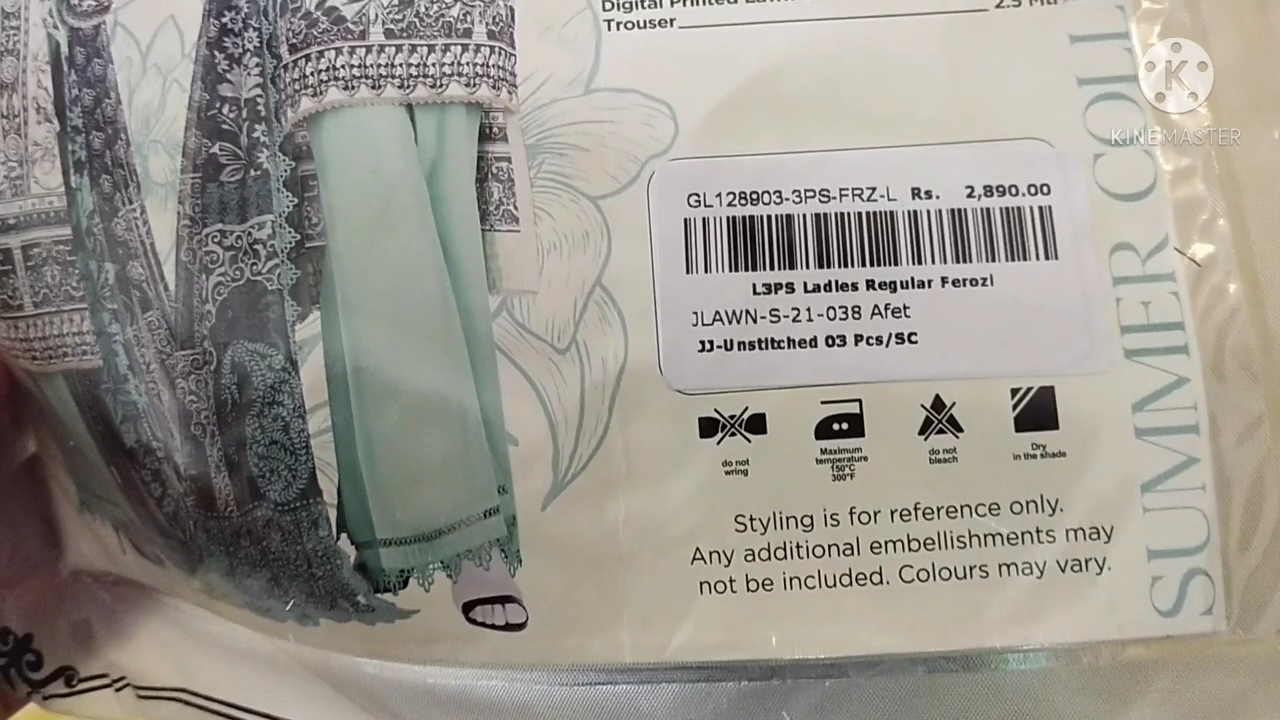 Digital Printed
Trouser
GL128903-3PS-FRZ-L Rs. 2,890.00
L3PS Ladies Regular Ferozi
JLAWN-S-21-038 Afet
JJ-Unstitched 03 Pcs/SC
do not
wring
Maximum
temperature
150°C
300°F
do not
bleach
Dry
in the shade
Styling is for reference only.
Any additional embellishments may
not be included. Colours may vary.
SUMMER COLL
K
KINEMASTER